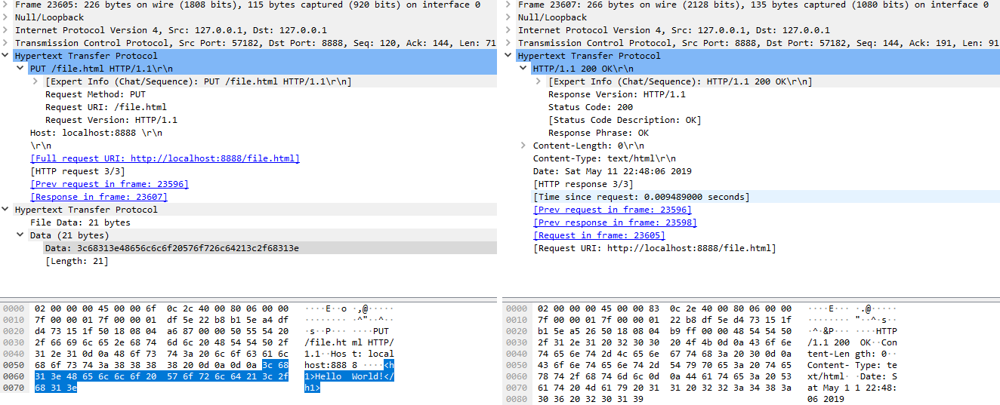 Frame 23605: 226 bytes on wire (1808 bits), 115 bytes captured (920 bits) on interface 0
Null/Loopback
Internet Protocol Version 4, Src: 127.0.0.1, Dst: 127.0.0.1
Transmission Control Protocol, Src Port: 57182, Dst Port: 8888, Seq: 120, Ack: 144, Len: 71
Hypertext Transfer Protocol
PUT /file.html HTTP/1.1\r\n
[Expert Info (Chat/Sequence): PUT /file.html HTTP/1.1\r\n]
Request Method: PUT
Request URI: /file.html
Request Version: HTTP/1.1
Host: localhost:8888 \r\n
\r\n
[Full request URI: http://localhost:8888/file.html]
[HTTP request 3/3]
[Prev request in frame: 23596]
[Response in frame: 23607]
Hypertext Transfer Protocol
File Data: 21 bytes
Data (21 bytes)
Data: 3c68313e48656c6c6f20576f726c64213c2f68313e
[Length: 21]
0000 02 00 00 00 45 00 00 6f 0c 2c 40 00 80 06 00 00 ····E··o ·,@·····
0010 7f 00 00 01 7f 00 00 01 df 5e 22 b8 b1 5e a4 df ········ ·^"··^··
0020 d4 73 15 1f 50 18 08 04 a6 87 00 00 50 55 54 20 ·s··P··· ····PUT
0030 2f 66 69 6c 65 2e 68 74 6d 6c 20 48 54 54 50 2f /file.ht ml HTTP/
0040 31 2e 31 0d 0a 48 6f 73 74 3a 20 6c 6f 63 61 6c 1.1··Hos t: local
0050 68 6f 73 74 3a 38 38 38 38 20 0d 0a 0d 0a 3c 68 host:888 8 ····<h
0060 31 3e 48 65 6c 6c 6f 20 57 6f 72 6c 64 21 3c 2f 1>Hello World!</
0070 68 31 3e h1>
Frame 23607: 266 bytes on wire (2128 bits), 135 bytes captured (1080 bits) on interface 0
Null/Loopback
Internet Protocol Version 4, Src: 127.0.0.1, Dst: 127.0.0.1
Transmission Control Protocol, Src Port: 8888, Dst Port: 57182, Seq: 144, Ack: 191, Len: 91
Hypertext Transfer Protocol
HTTP/1.1 200 OK\r\n
[Expert Info (Chat/Sequence): HTTP/1.1 200 OK\r\n]
Response Version: HTTP/1.1
Status Code: 200
[Status Code Description: OK]
Response Phrase: OK
Content-Length: 0\r\n
Content-Type: text/html\r\n
Date: Sat May 11 22:48:06 2019
[HTTP response 3/3]
[Time since request: 0.009489000 seconds]
[Prev request in frame: 23596]
[Prev response in frame: 23598]
[Request in frame: 23605]
[Request URI: http://localhost:8888/file.html]
0000 02 00 00 00 45 00 00 83 0c 2e 40 00 80 06 00 00 ····E··· ·.@·····
0010 7f 00 00 01 7f 00 00 01 22 b8 df 5e d4 73 15 1f ········ "··^·s··
0020 b1 5e a5 26 50 18 08 04 b9 ff 00 00 48 54 54 50 ·^·&P··· ····HTTP
0030 2f 31 2e 31 20 32 30 30 20 4f 4b 0d 0a 43 6f 6e /1.1 200 OK··Con
0040 74 65 6e 74 2d 4c 65 6e 67 74 68 3a 20 30 0d 0a tent-Len gth: 0··
0050 43 6f 6e 74 65 6e 74 2d 54 79 70 65 3a 20 74 65 Content- Type: te
0060 78 74 2f 68 74 6d 6c 0d 0a 44 61 74 65 3a 20 53 xt/html· ·Date: S
0070 61 74 20 4d 61 79 20 31 31 20 32 32 3a 34 38 3a at May 1 1 22:48:
0080 30 36 20 32 30 31 39 06 2019